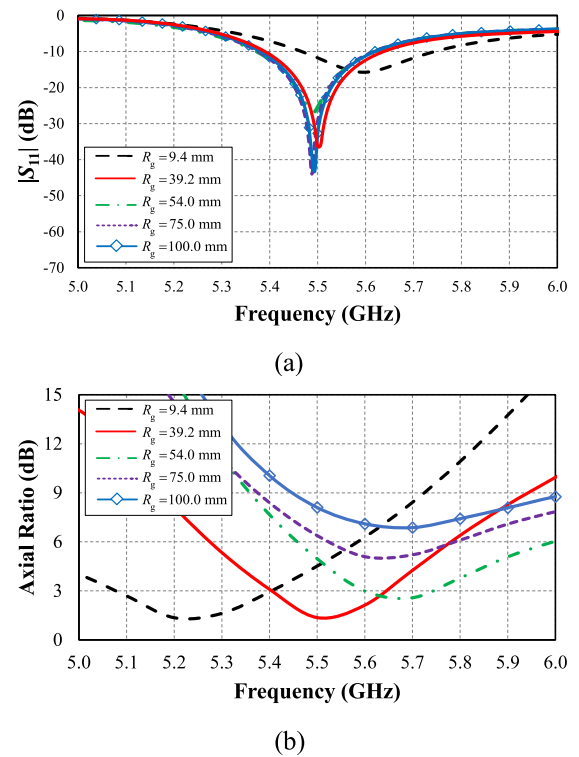 0
-10
-20
-30
-40
-50
-60
-70
|S11| (dB)
Rg = 9.4 mm
Rg = 39.2 mm
Rg = 54.0 mm
Rg = 75.0 mm
Rg = 100.0 mm
5.0 5.1 5.2 5.3 5.4 5.5 5.6 5.7 5.8 5.9 6.0
Frequency (GHz)
(a)
15
12
9
6
3
0
Axial Ratio (dB)
Rg = 9.4 mm
Rg = 39.2 mm
Rg = 54.0 mm
Rg = 75.0 mm
Rg = 100.0 mm
5.0 5.1 5.2 5.3 5.4 5.5 5.6 5.7 5.8 5.9 6.0
Frequency (GHz)
(b)